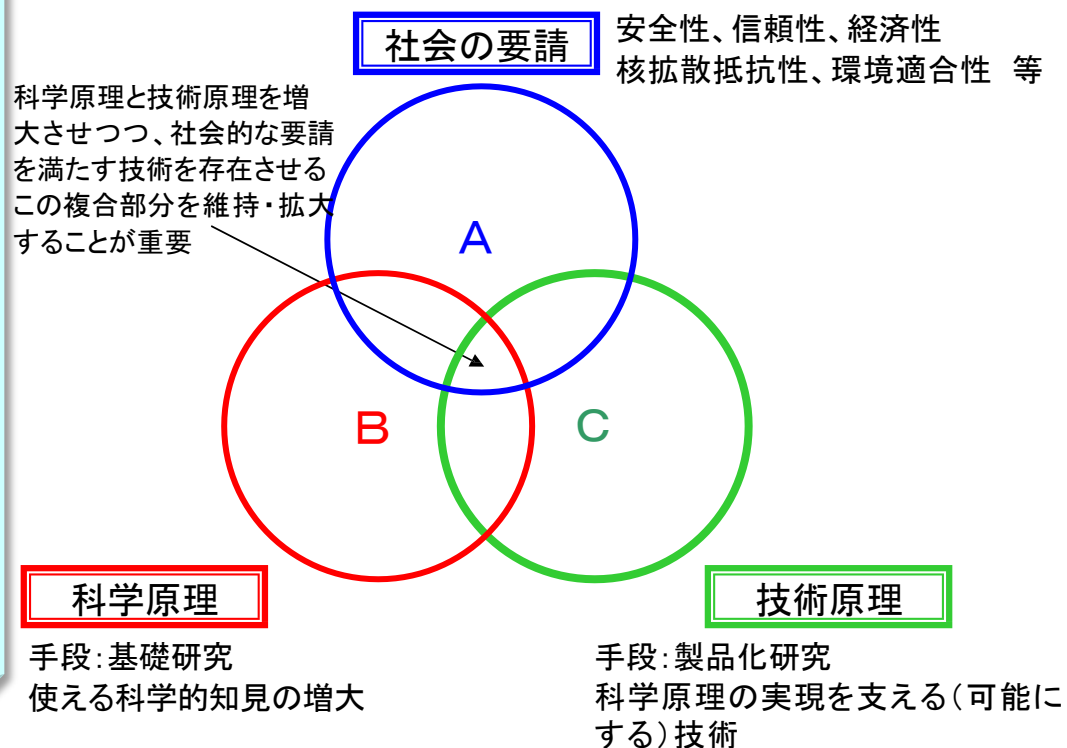 社会の要請
安全性、信頼性、経済性
核拡散抵抗性、環境適合性　等
科学原理と技術原理を増
大させつつ、社会的な要請
を満たす技術を存在させる
この複合部分を維持・拡大
することが重要
A
B
C
科学原理
手段：基礎研究
使える科学的知見の増大
技術原理
手段：製品化研究
科学原理の実現を支える（可能に
する）技術